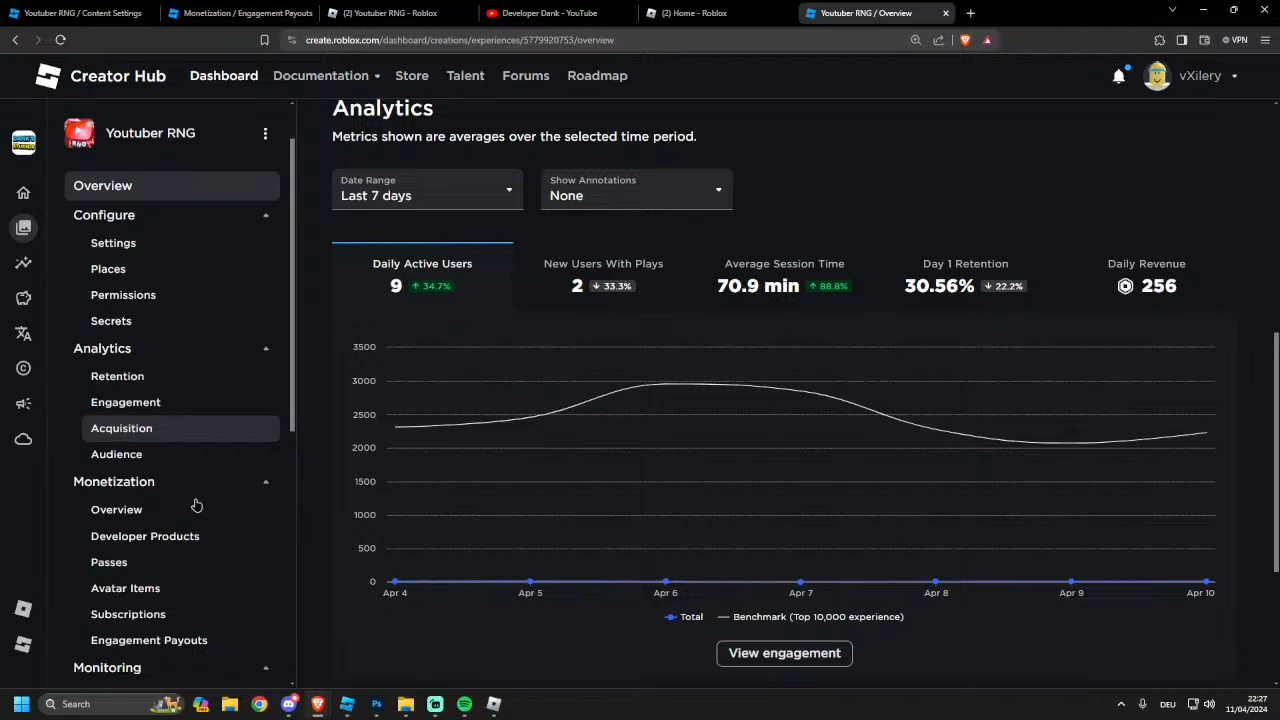 Youtuber RNG / Content Settings
Monetization / Engagement Payouts
(2) Youtuber RNG - Roblox
Developer Dank - YouTube
(2) Home - Roblox
Youtuber RNG / Overview
create.roblox.com/dashboard/creations/experiences/5779920753/overview
VPN
Creator Hub
Dashboard
Documentation
Store
Talent
Forums
Roadmap
vXilery
Youtuber RNG
Overview
Configure
Settings
Places
Permissions
Secrets
Analytics
Retention
Engagement
Acquisition
Audience
Monetization
Overview
Developer Products
Passes
Avatar Items
Subscriptions
Engagement Payouts
Monitoring
Analytics
Metrics shown are averages over the selected time period.
Date Range
Last 7 days
Show Annotations
None
Daily Active Users
9 ↑ 34.7%
New Users With Plays
2 ↓ 33.3%
Average Session Time
70.9 min ↑ 88.8%
Day 1 Retention
30.56% ↓ 22.2%
Daily Revenue
256
3500
3000
2500
2000
1500
1000
500
0
Apr 4 Apr 5 Apr 6 Apr 7 Apr 8 Apr 9 Apr 10
Total Benchmark (Top 10,000 experience)
View engagement
Search
DEU
22:27
11/04/2024